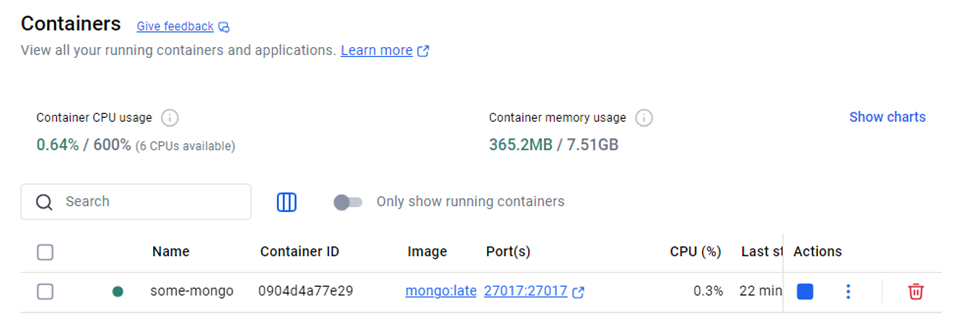 Containers Give feedback
View all your running containers and applications. Learn more
Container CPU usage Container memory usage Show charts
0.64% / 600% (6 CPUs available) 365.2MB / 7.51GB
Search Only show running containers
Name Container ID Image Port(s) CPU (%) Last st Actions
some-mongo 0904d4a77e29 mongo:late 27017:27017 0.3% 22 min